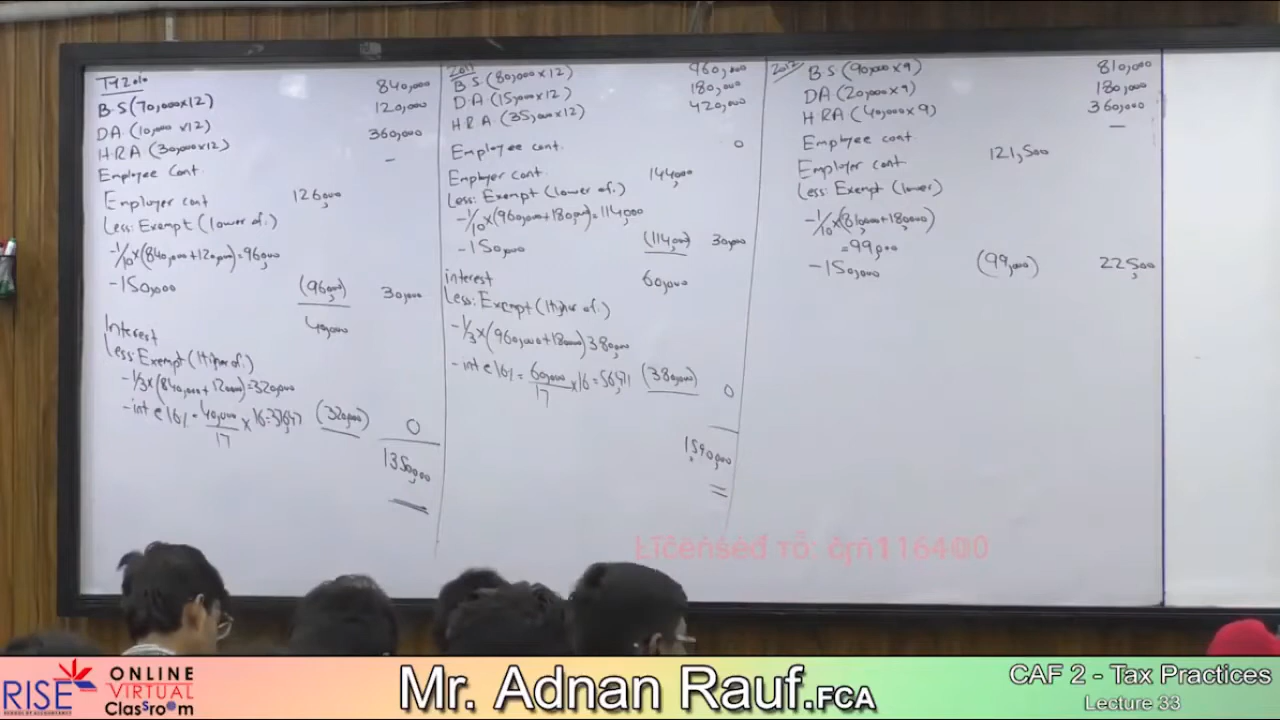 Ty2010
B.S (70,000x12) 840,000
DA (10,000 x12) 120,000
HRA (30,000x12) 360,000
Employee Cont. -
Employer cont 126,000
Less: Exempt (lower of:)
-1/10x(840,000+120,000)=96,000
-150,000 (96,000) 30,000
Interest 40,000
Less: Exempt (Higher of:)
-1/3x(840,000+120,000)=320,000
-int @ 16% = 40,000/17 x 16=37,647 (320,000) 0
1350,000
2011
B.S (80,000x12) 960,000
DA (15,000x12) 180,000
HRA (35,000x12) 420,000
Employee cont. 0
Employer cont. 144,000
Less: Exempt (lower of:)
-1/10x(960,000+180,000)=114,000
-150,000 (114,000) 30,000
interest 60,000
Less: Exempt (Higher of:)
-1/3x(960,000+180,000) 380,000
-int @ 16% = 60,000/17 x 16=56,471 (380,000) 0
1590,000
2012
B.S (90,000x9) 810,000
DA (20,000x9) 180,000
HRA (40,000x9) 360,000
Employee cont. -
Employer cont. 121,500
Less: Exempt (lower)
-1/10x(810,000+180,000)
=99,000
-150,000 (99,000) 22,500
RISE
ONLINE
VIRTUAL
ClassrooM
Mr. Adnan Rauf.FCA
CAF 2 - Tax Practices
Lecture 33